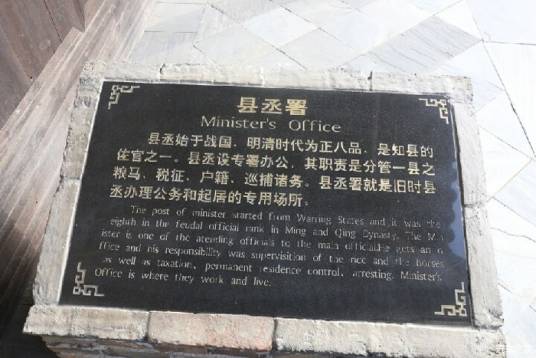 县丞署
Minister's Office
县丞始于战国、明清时代为正八品，是知县的
佐官之一。县丞设专署办公，其职责是分管一县之
粮马、税征、户籍、巡捕诸务。县丞署就是旧时县
丞办理公务和起居的专用场所。
The post of minister started from Warring States and it was the
eighth in the feudal official rank in Ming and Qing Dynasty. The Min
ister is one of the atending officials to the main official. He gets an o
ffice and his responsibility was supervisition of the rice and the horses
as well as taxation, permanent residence control, arresting. Minister's
Office is where they work and live.